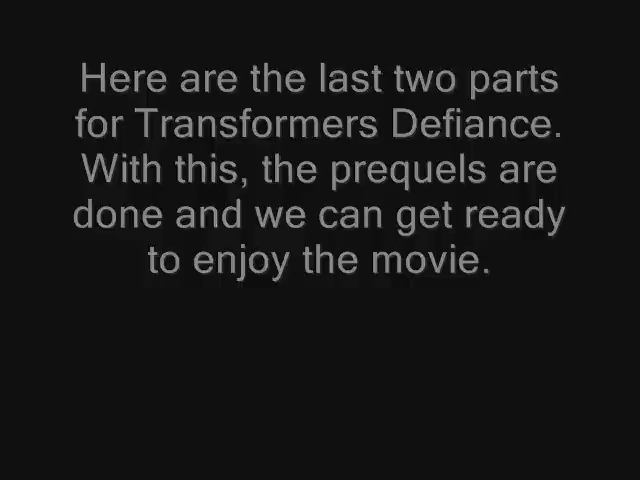 Here are the last two parts
for Transformers Defiance.
With this, the prequels are
done and we can get ready
to enjoy the movie.